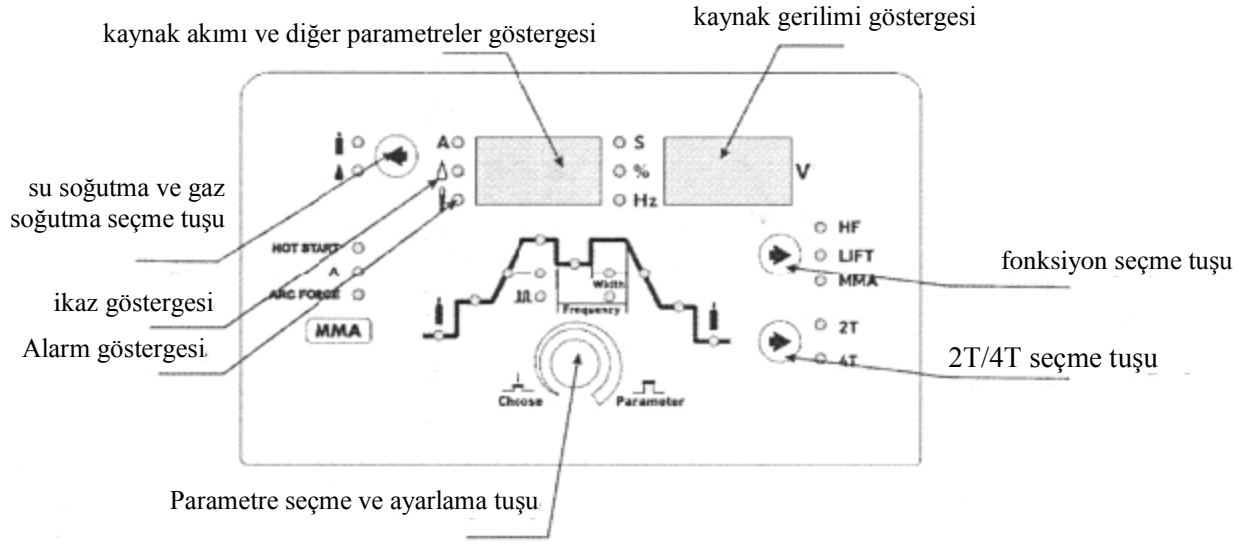 kaynak akımı ve diğer parametreler göstergesi
kaynak gerilimi göstergesi
A
S
%
Hz
V
su soğutma ve gaz
soğutma seçme tuşu
HOT START
A
ARC FORCE
MMA
HF
LIFT
MMA
fonksiyon seçme tuşu
ikaz göstergesi
Alarm göstergesi
Width
Frequency
2T
4T
2T/4T seçme tuşu
Choose
Parameter
Parametre seçme ve ayarlama tuşu